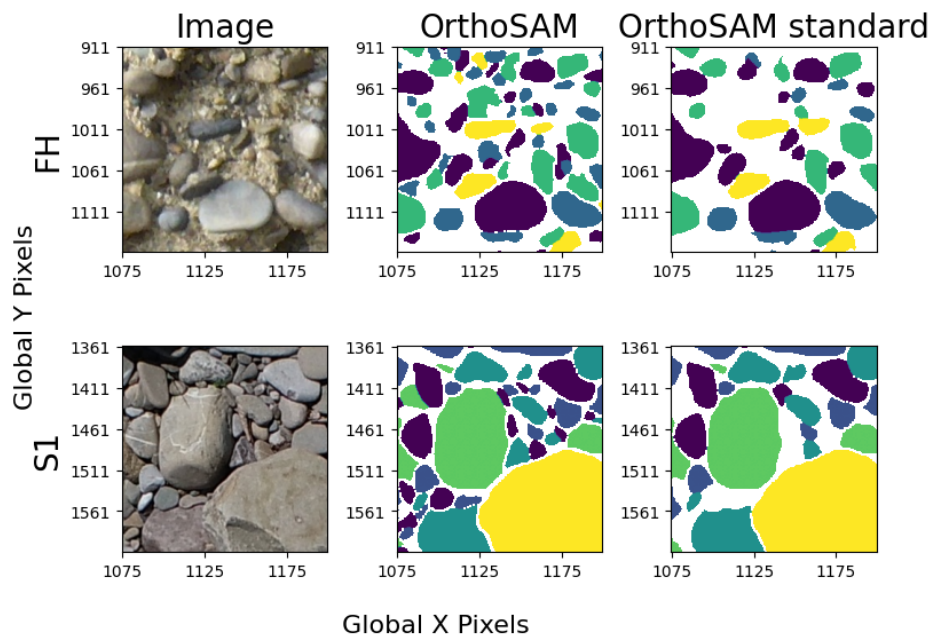 Image OrthoSAM OrthoSAM standard
FH
911 911 911
961 961 961
1011 1011 1011
1061 1061 1061
1111 1111 1111
1075 1125 1175 1075 1125 1175 1075 1125 1175
Global Y Pixels
S1
1361 1361 1361
1411 1411 1411
1461 1461 1461
1511 1511 1511
1561 1561 1561
1075 1125 1175 1075 1125 1175 1075 1125 1175
Global X Pixels